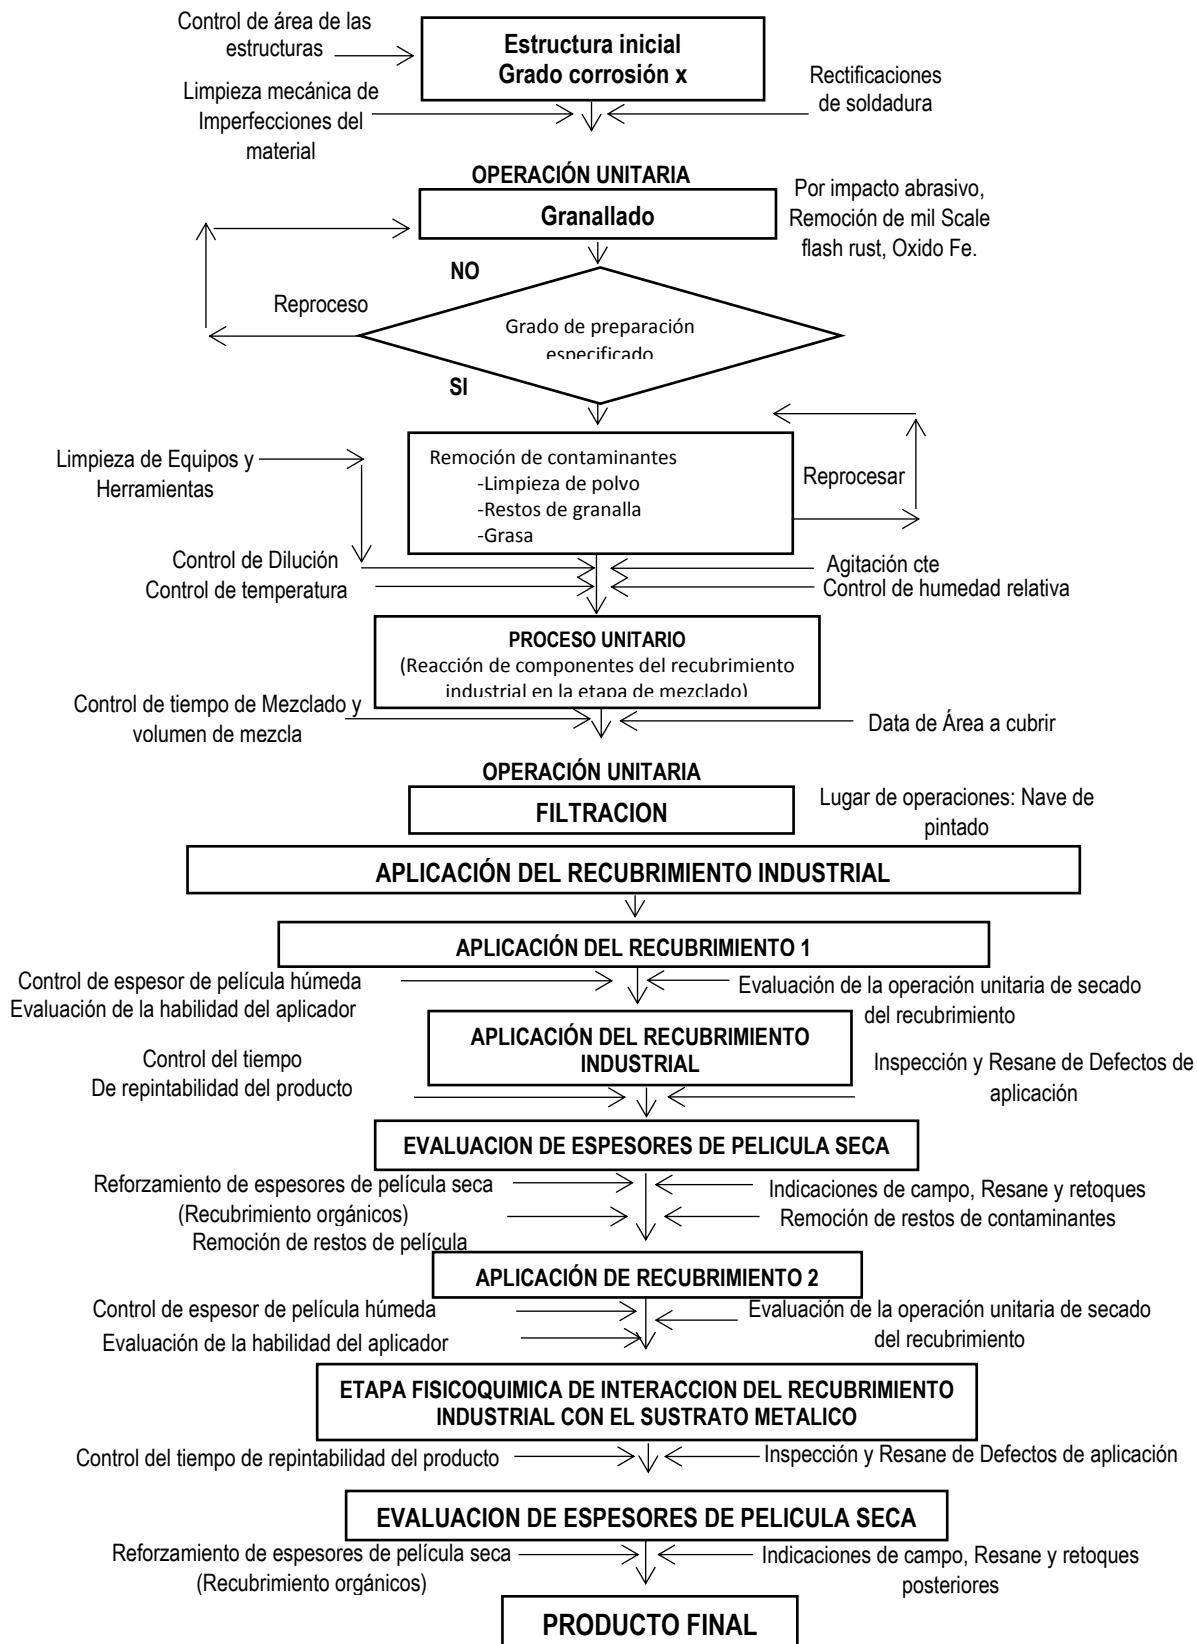 Control de área de las
estructuras
Estructura inicial
Grado corrosión x
Limpieza mecánica de
Imperfecciones del
material
Rectificaciones
de soldadura
OPERACIÓN UNITARIA
Granallado
Por impacto abrasivo,
Remoción de mil Scale
flash rust, Oxido Fe.
NO
Reproceso
Grado de preparación
especificado
SI
Limpieza de Equipos y
Herramientas
Remoción de contaminantes
-Limpieza de polvo
-Restos de granalla
-Grasa
Reprocesar
Control de Dilución
Control de temperatura
Agitación cte
Control de humedad relativa
PROCESO UNITARIO
(Reacción de componentes del recubrimiento
industrial en la etapa de mezclado)
Control de tiempo de Mezclado y
volumen de mezcla
Data de Área a cubrir
OPERACIÓN UNITARIA
FILTRACION
Lugar de operaciones: Nave de
pintado
APLICACIÓN DEL RECUBRIMIENTO INDUSTRIAL
APLICACIÓN DEL RECUBRIMIENTO 1
Control de espesor de película húmeda
Evaluación de la habilidad del aplicador
Evaluación de la operación unitaria de secado
del recubrimiento
APLICACIÓN DEL RECUBRIMIENTO
INDUSTRIAL
Control del tiempo
De repintabilidad del producto
Inspección y Resane de Defectos de
aplicación
EVALUACION DE ESPESORES DE PELICULA SECA
Reforzamiento de espesores de película seca
(Recubrimiento orgánicos)
Remoción de restos de película
Indicaciones de campo, Resane y retoques
Remoción de restos de contaminantes
APLICACIÓN DE RECUBRIMIENTO 2
Control de espesor de película húmeda
Evaluación de la habilidad del aplicador
Evaluación de la operación unitaria de secado
del recubrimiento
ETAPA FISICOQUIMICA DE INTERACCION DEL RECUBRIMIENTO
INDUSTRIAL CON EL SUSTRATO METALICO
Control del tiempo de repintabilidad del producto
Inspección y Resane de Defectos de aplicación
EVALUACION DE ESPESORES DE PELICULA SECA
Reforzamiento de espesores de película seca
(Recubrimiento orgánicos)
Indicaciones de campo, Resane y retoques
posteriores
PRODUCTO FINAL